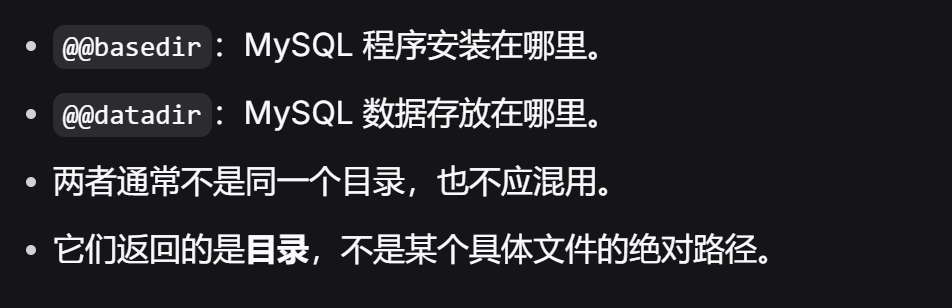 @@basedir：MySQL 程序安装在哪里。
@@datadir：MySQL 数据存放在哪里。
两者通常不是同一个目录，也不应混用。
它们返回的是目录，不是某个具体文件的绝对路径。